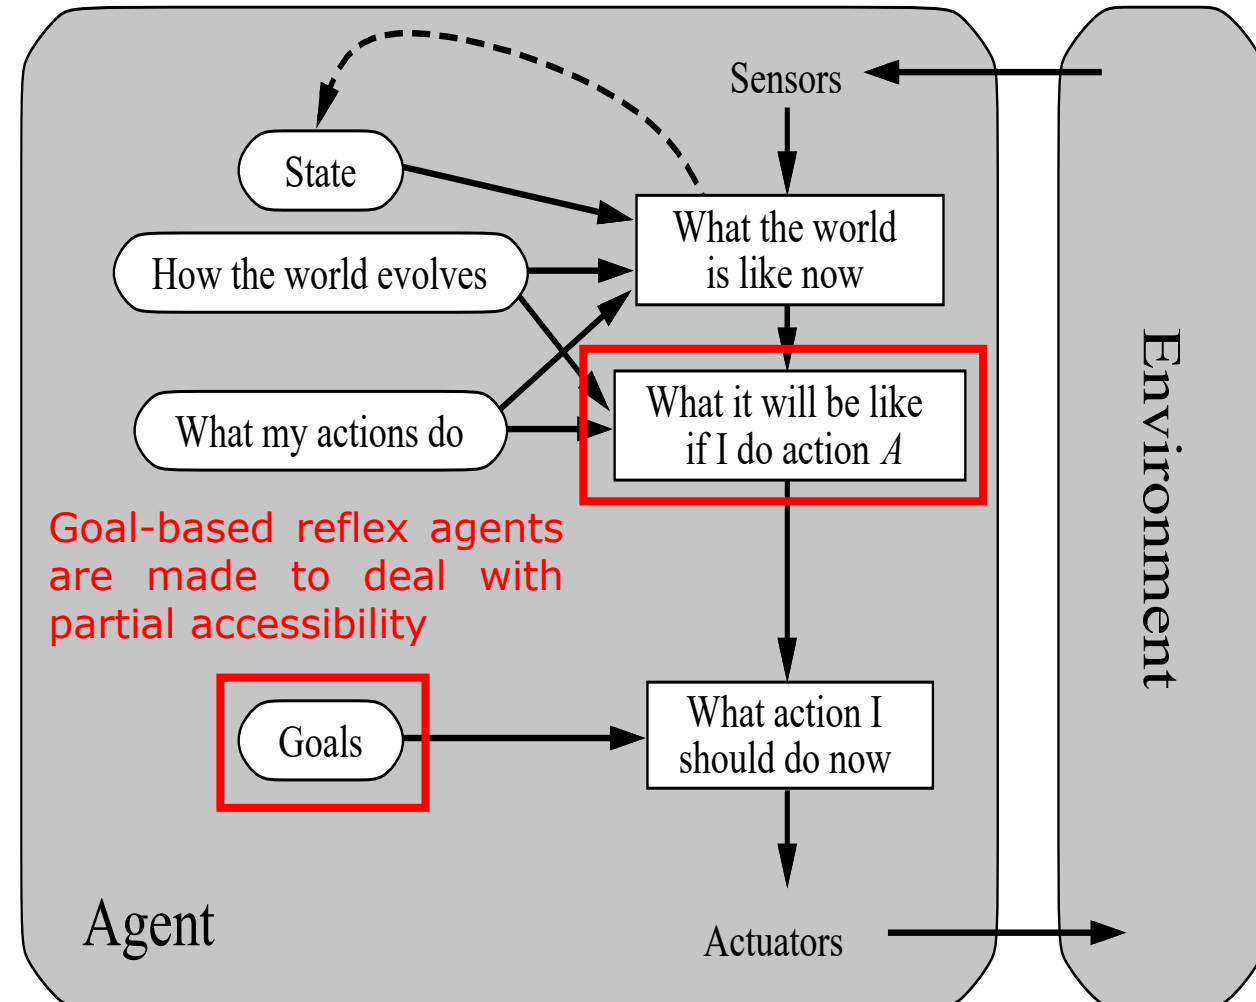 Sensors
State
What the world
is like now
How the world evolves
What it will be like
if I do action A
What my actions do
Goal-based reflex agents
are made to deal with
partial accessibility
Goals
What action I
should do now
Agent
Actuators
Environment